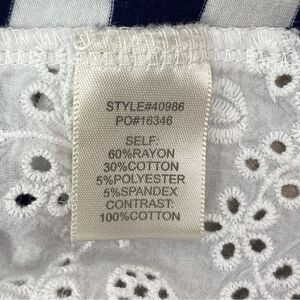 STYLE#40986
PO#16346
SELF:
60%RAYON
30%COTTON
5%POLYESTER
5%SPANDEX
CONTRAST:
100%COTTON